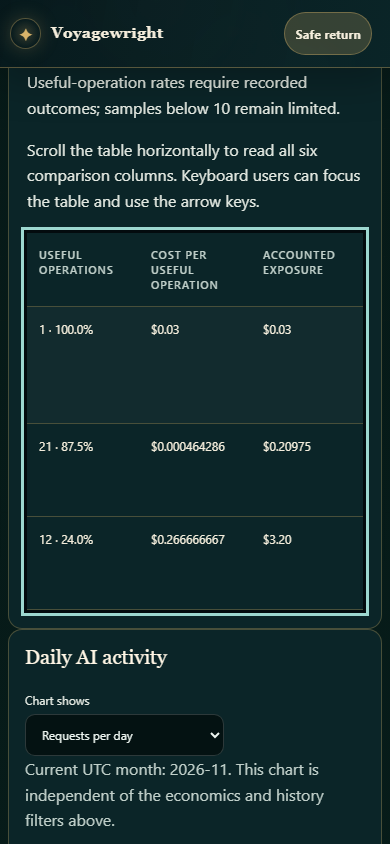 Voyagewright
Safe return
Useful-operation rates require recorded
outcomes; samples below 10 remain limited.
Scroll the table horizontally to read all six
comparison columns. Keyboard users can focus
the table and use the arrow keys.
USEFUL OPERATIONS COST PER USEFUL OPERATION ACCOUNTED EXPOSURE
1 · 100.0% $0.03 $0.03
21 · 87.5% $0.000464286 $0.20975
12 · 24.0% $0.266666667 $3.20
Daily AI activity
Chart shows
Requests per day
Current UTC month: 2026-11. This chart is
independent of the economics and history
filters above.